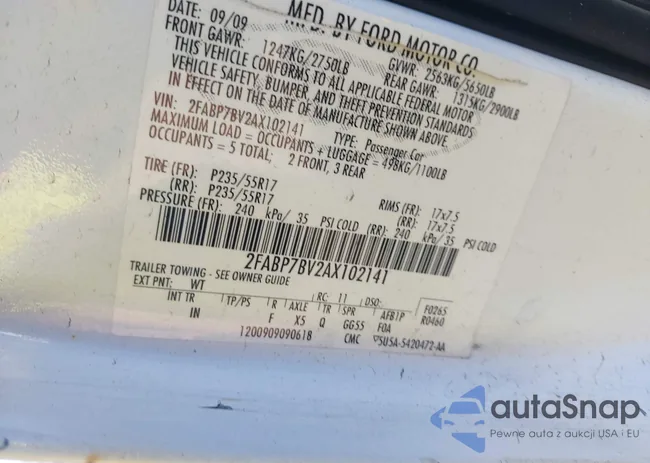 MFD. BY FORD MOTOR CO.
DATE: 09/09 GVWR: 2563KG/5650LB
FRONT GAWR: 1247KG/2750LB REAR GAWR: 1315KG/2900LB
THIS VEHICLE CONFORMS TO ALL APPLICABLE FEDERAL MOTOR
VEHICLE SAFETY, BUMPER, AND THEFT PREVENTION STANDARDS
IN EFFECT ON THE DATE OF MANUFACTURE SHOWN ABOVE.
VIN: 2FABP7BV2AX102141 TYPE: Passenger Car
MAXIMUM LOAD = OCCUPANTS + LUGGAGE = 498KG/1100LB
OCCUPANTS = 5 TOTAL; 2 FRONT, 3 REAR
TIRE (FR): P235/55R17 RIMS (FR): 17x7.5
(RR): P235/55R17 (RR): 17x7.5
PRESSURE (FR): 240 kPa/ 35 PSI COLD (RR): 240 kPa/ 35 PSI COLD
2FABP7BV2AX102141
TRAILER TOWING - SEE OWNER GUIDE
EXT PNT: WT RC: 11 DSO: F0265
INT TR TP/PS R AXLE TR SPR AFB1P R0460
IN F X5 Q GG55 FOA
1200909090618 CMC 5U5A-5420472-AA
autoSnap
Pewne auta z aukcji USA i EU